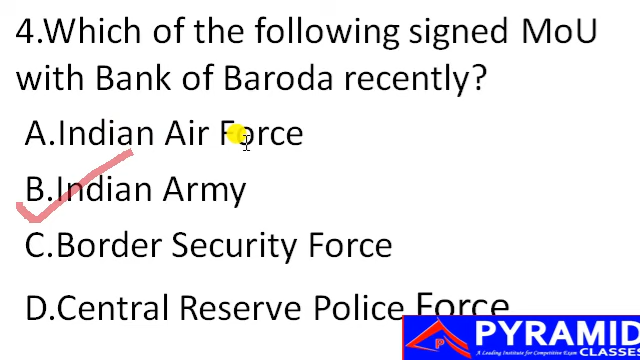 4.Which of the following signed MoU
with Bank of Baroda recently?
A.Indian Air Force
B.Indian Army
C.Border Security Force
D.Central Reserve Police Force
PYRAMID
P
CLASSES
A Leading Institute for Competitive Exam